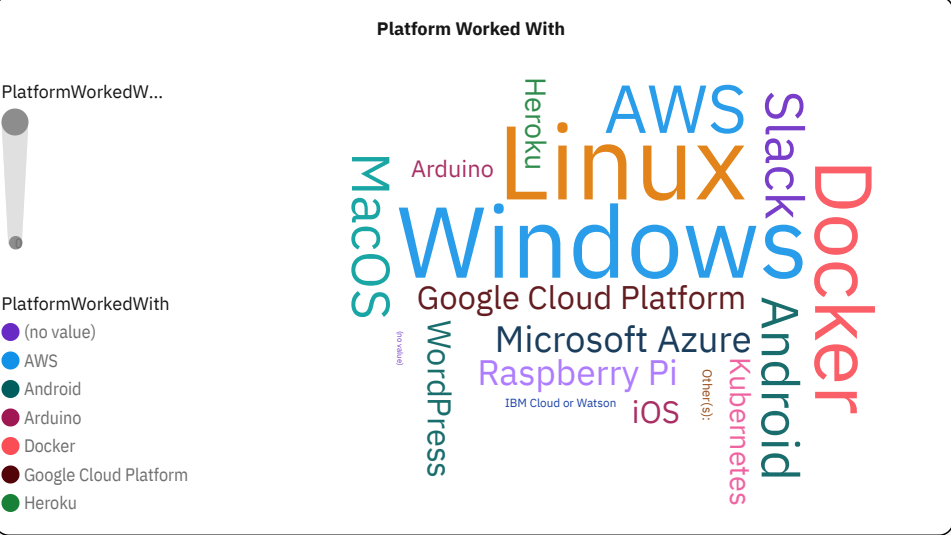 Platform Worked With
PlatformWorkedW...
PlatformWorkedWith
(no value)
AWS
Android
Arduino
Docker
Google Cloud Platform
Heroku
Heroku
AWS
Slack
Arduino
Linux
MacOS
Docker
Windows
Google Cloud Platform
Android
(no value)
WordPress
Microsoft Azure
Raspberry Pi
Kubernetes
Other(s):
IBM Cloud or Watson
iOS